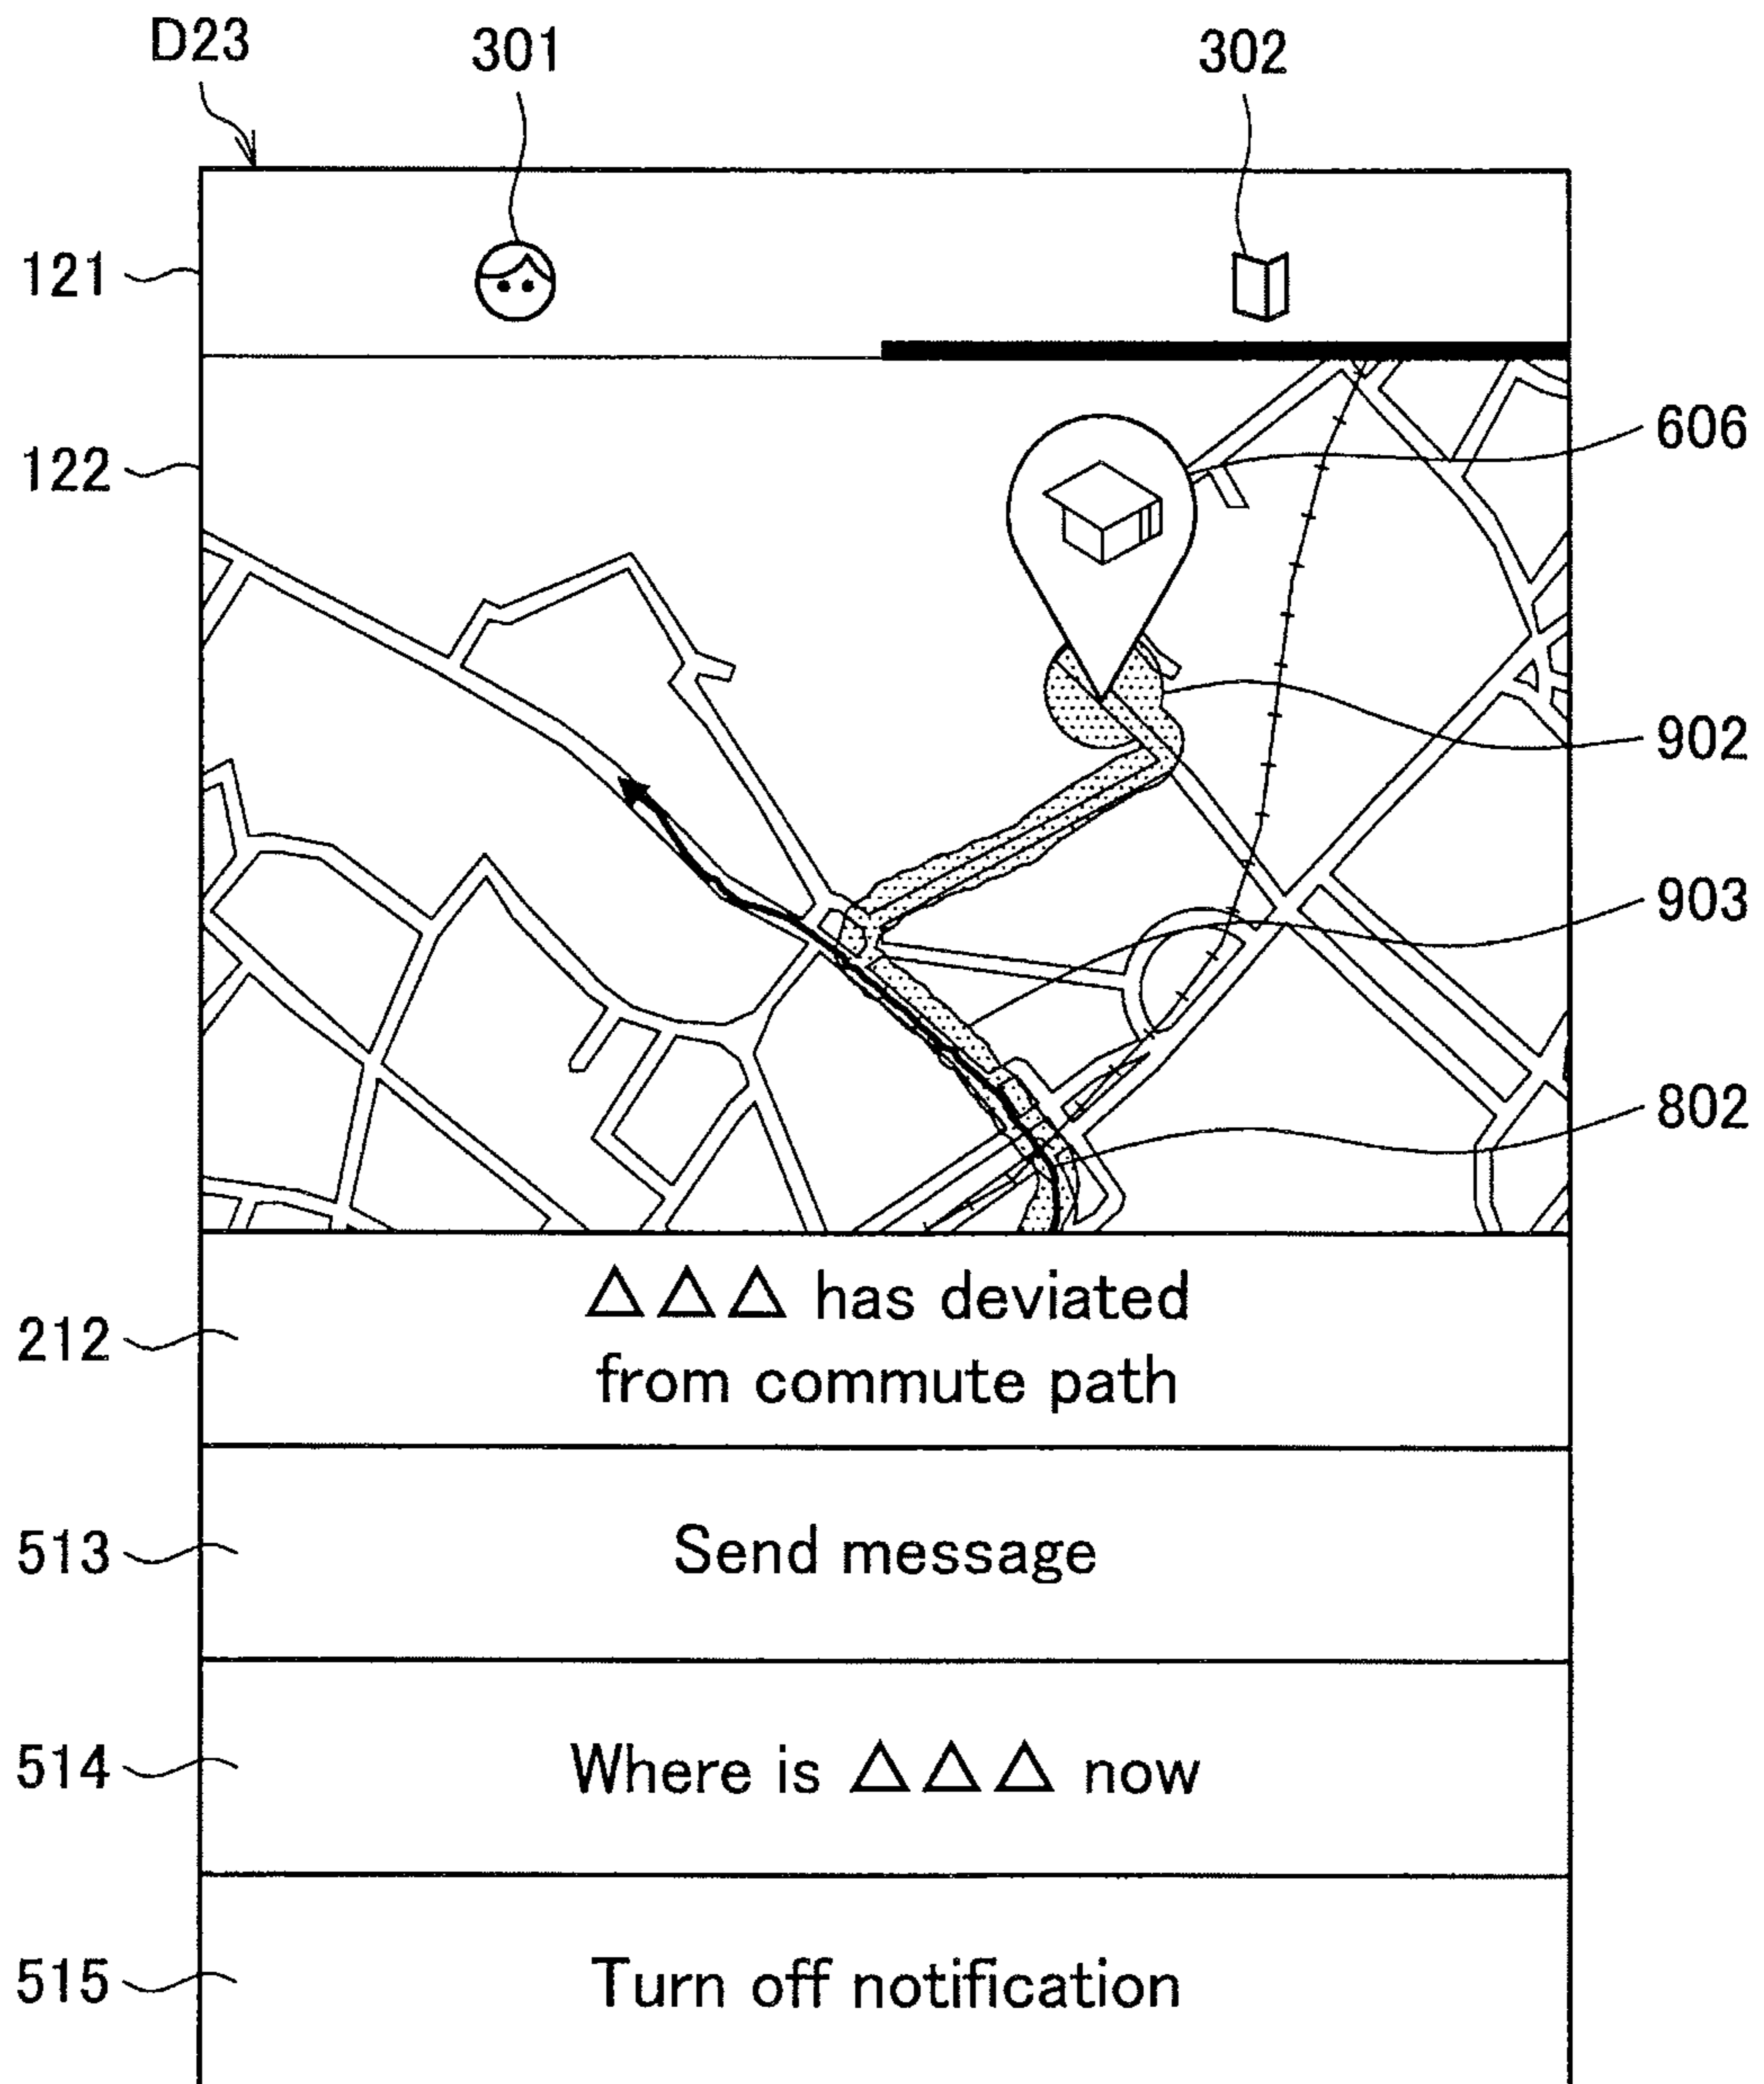 D23
301
302
121
122
606
902
903
802
212
△△△ has deviated
from commute path
513
Send message
514
Where is △△△ now
515
Turn off notification